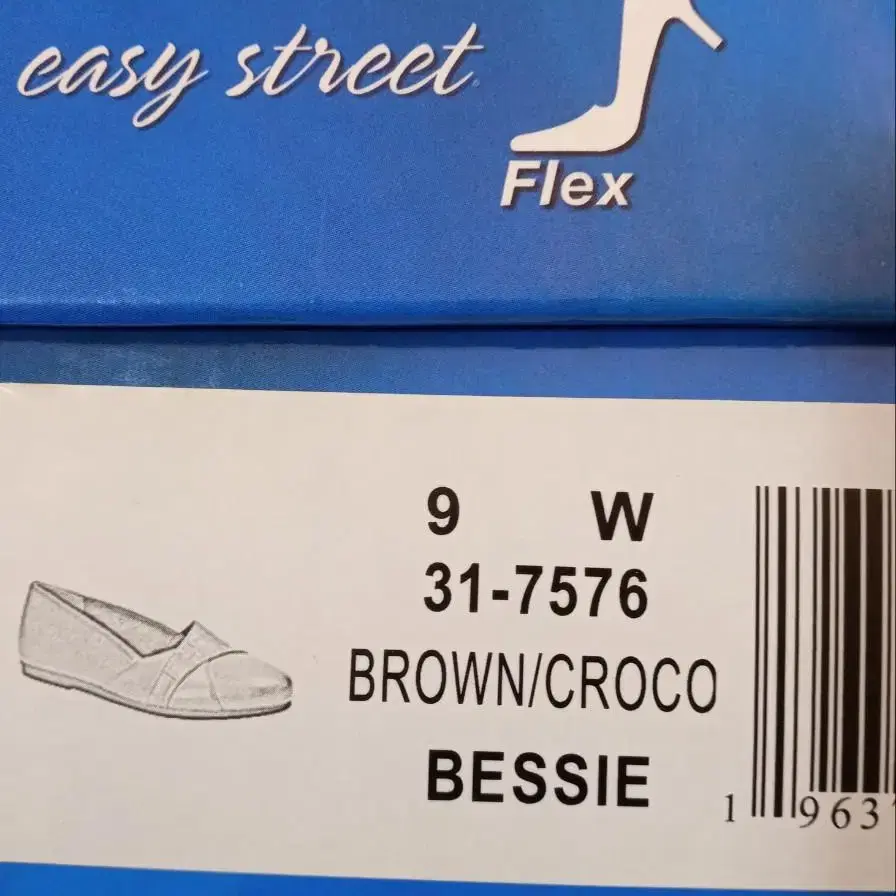 easy street
Flex
9 W
31-7576
BROWN/CROCO
BESSIE
1 963